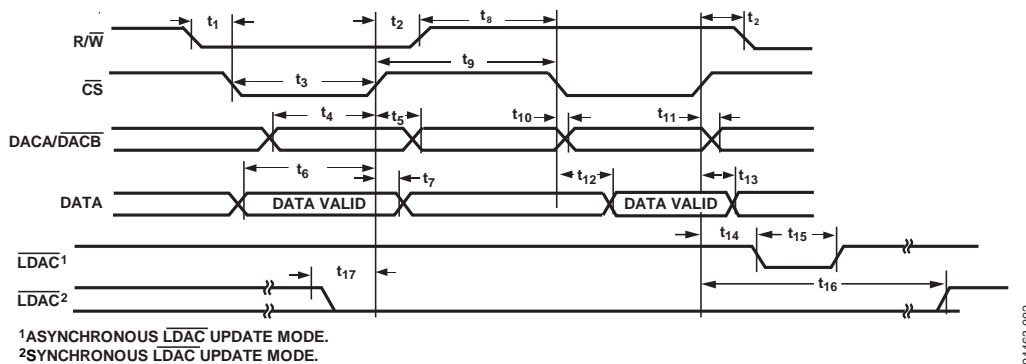 t1 t2 t8 t2
R/W
t9
t3
CS
t4 t5 t10 t11
DACA/DACB
t6 t7 t12 t13
DATA DATA VALID DATA VALID
t14 t15
LDAC1
t17 t16
LDAC2
1ASYNCHRONOUS LDAC UPDATE MODE.
2SYNCHRONOUS LDAC UPDATE MODE.